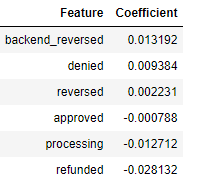 Feature Coefficient
backend_reversed 0.013192
denied 0.009384
reversed 0.002231
approved -0.000788
processing -0.012712
refunded -0.028132